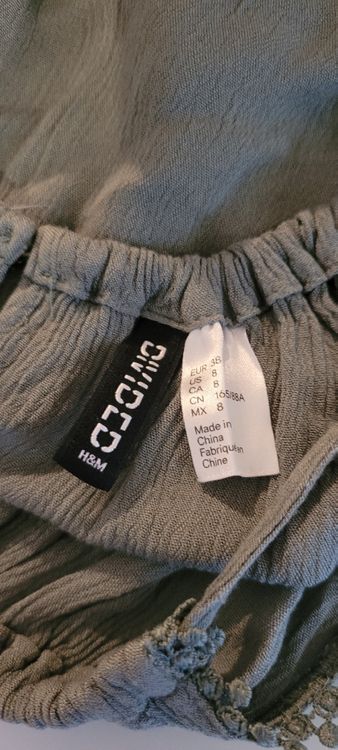 DIVIDED
H&M
EUR 38
US 8
CA 8
CN 165/88A
MX 8
Made in
China
Fabriqué en
Chine